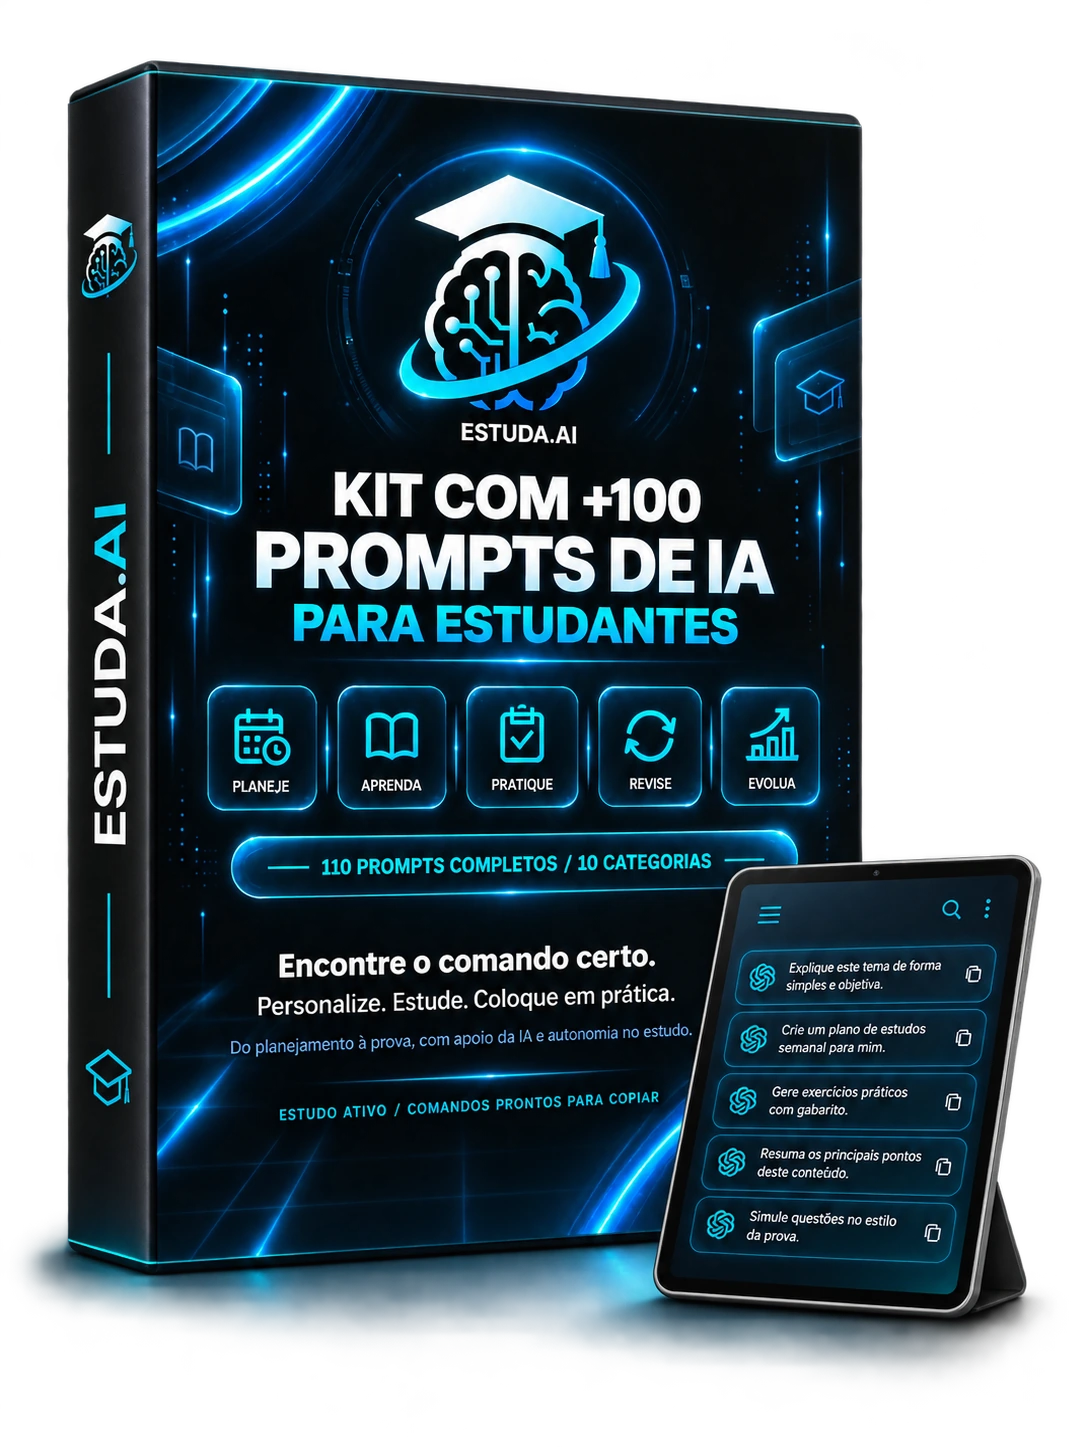 ESTUDA.AI
ESTUDA.AI
KIT COM +100
PROMPTS DE IA
PARA ESTUDANTES
PLANEJE
APRENDA
PRATIQUE
REVISE
EVOLUA
110 PROMPTS COMPLETOS / 10 CATEGORIAS
Encontre o comando certo.
Personalize. Estude. Coloque em prática.
Do planejamento à prova, com apoio da IA e autonomia no estudo.
ESTUDO ATIVO / COMANDOS PRONTOS PARA COPIAR
Explique este tema de forma
simples e objetiva.
Crie um plano de estudos
semanal para mim.
Gere exercícios práticos
com gabarito.
Resuma os principais pontos
deste conteúdo.
Simule questões no estilo
da prova.